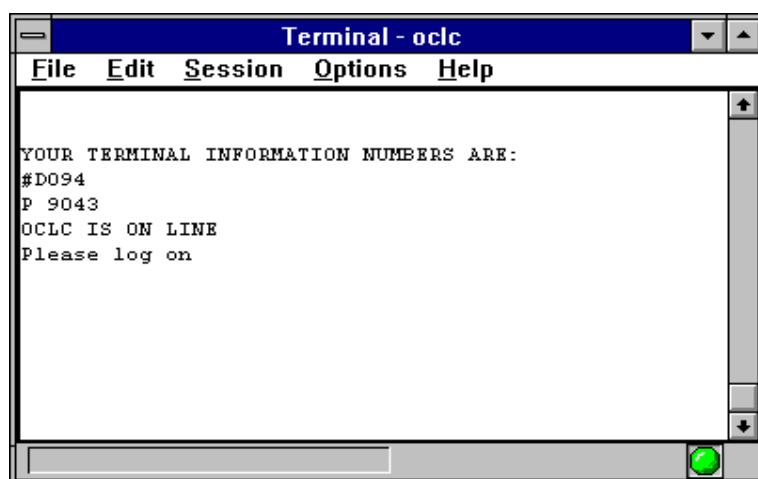 Terminal - oclc
File Edit Session Options Help
YOUR TERMINAL INFORMATION NUMBERS ARE:
#D094
P 9043
OCLC IS ON LINE
Please log on